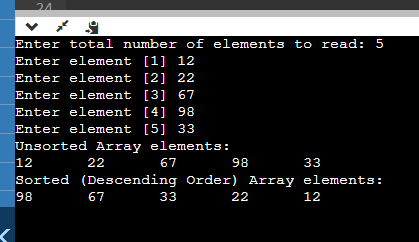 24
Enter total number of elements to read: 5
Enter element [1] 12
Enter element [2] 22
Enter element [3] 67
Enter element [4] 98
Enter element [5] 33
Unsorted Array elements:
12 22 67 98 33
Sorted (Descending Order) Array elements:
98 67 33 22 12